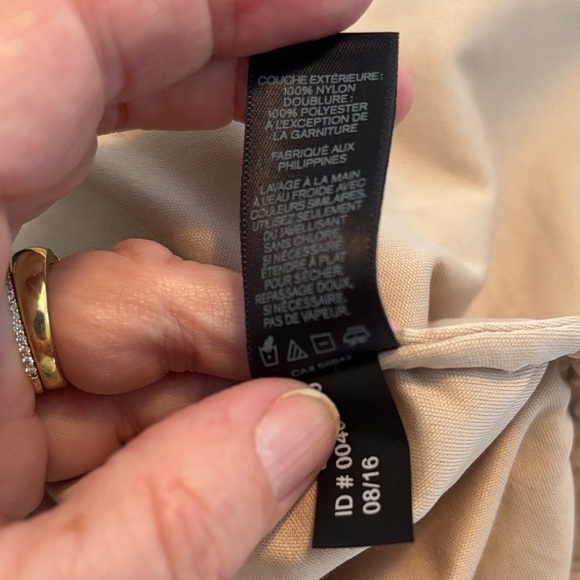 COUCHE EXTÉRIEURE:
100% NYLON
DOUBLURE:
100% POLYESTER
À L'EXCEPTION DE
LA GARNITURE
FABRIQUÉ AUX
PHILIPPINES
LAVAGE À LA MAIN
À L'EAU FROIDE AVEC
COULEURS SIMILAIRES.
UTILISEZ SEULEMENT
DU JAVELLISANT
SANS CHLORE,
SI NÉCESSAIRE.
ÉTENDRE À PLAT
POUR SÉCHER.
REPASSAGE DOUX,
SI NÉCESSAIRE.
PAS DE VAPEUR.
CA#
ID # 004
08/16